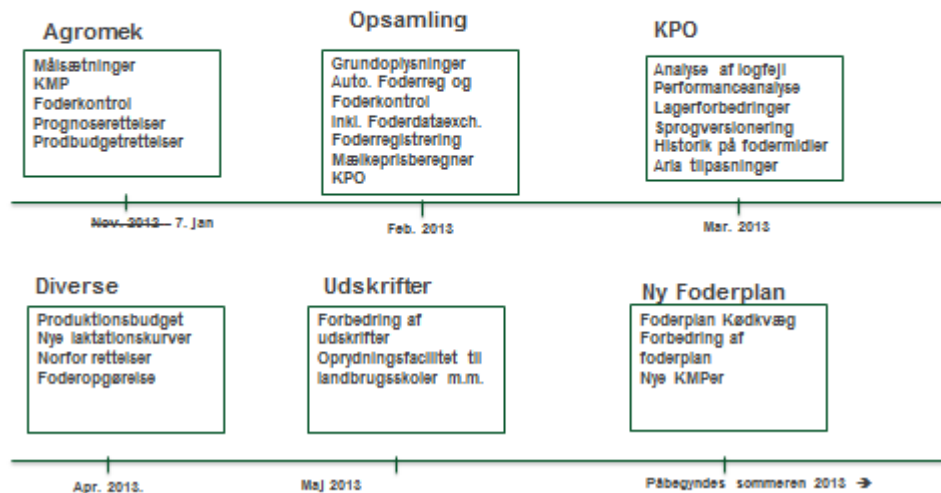 Agromek
Målsætninger
KMP
Foderkontrol
Prognoserettelser
Prodbudgetrettelser
Nov. 2012 7. jan
Opsamling
Grundoplysninger
Auto. Foderreg og
Foderkontrol
Inkl. Foderdataexch.
Foderregistrering
Mælkeprisberegner
KPO
Feb. 2013
KPO
Analyse af logfejl
Performanceanalyse
Lagerforbedringer
Sprogversionering
Historik på fodermidler
Arla tilpasninger
Mar. 2013
Diverse
Produktionsbudget
Nye laktationskurver
Norfor rettelser
Foderopgørelse
Apr. 2013.
Udskrifter
Forbedring af
udskrifter
Oprydningsfacilitet til
landbrugsskoler m.m.
Maj 2013
Ny Foderplan
Foderplan Kødkvæg
Forbedring af
foderplan
Nye KMPer
Påbegyndes sommeren 2013 →